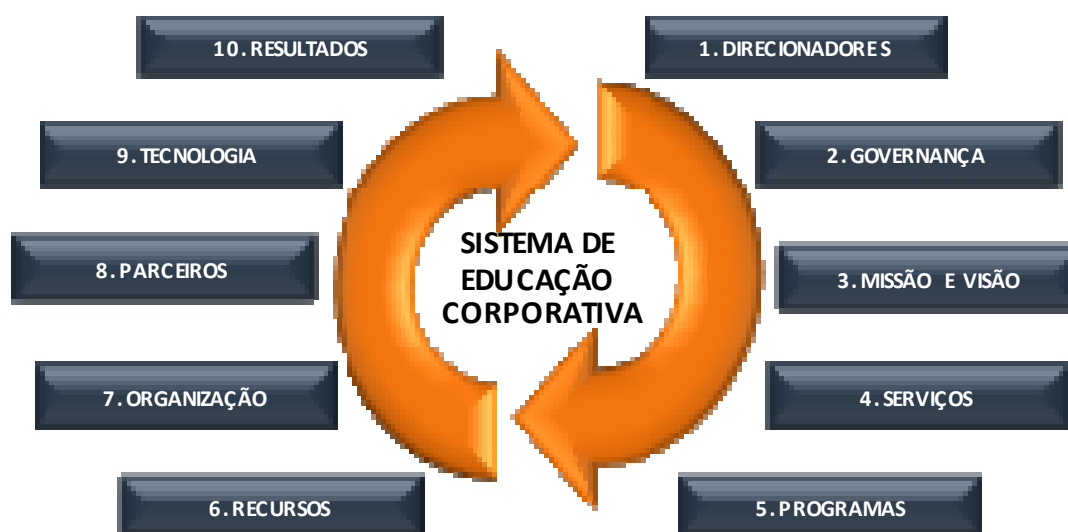 10. RESULTADOS
1. DIRECIONADORES
9. TECNOLOGIA
2. GOVERNANÇA
SISTEMA DE
EDUCAÇÃO
CORPORATIVA
8. PARCEIROS
3. MISSÃO E VISÃO
7. ORGANIZAÇÃO
4. SERVIÇOS
6. RECURSOS
5. PROGRAMAS